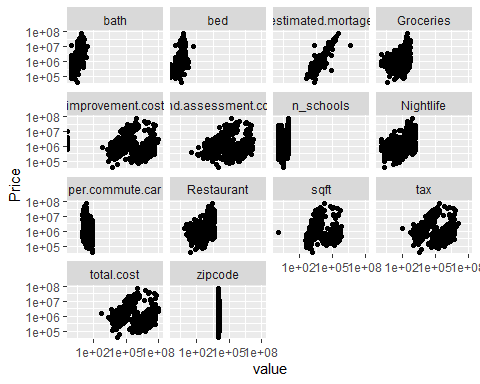 bath bed estimated.mortage Groceries
1e+08
1e+07
1e+06
1e+05
improvement.cost nd.assessment.co n_schools Nightlife
1e+08
1e+07
1e+06
1e+05
per.commute.car Restaurant sqft tax
1e+08
1e+07
1e+06
1e+05
1e+021e+051e+08 1e+021e+051e+08
total.cost zipcode
1e+08
1e+07
1e+06
1e+05
1e+021e+051e+08 1e+021e+051e+08
Price
value